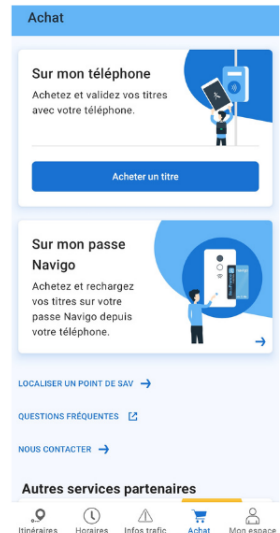 Achat
Sur mon téléphone
Achetez et validez vos titres
avec votre téléphone.
Acheter un titre
Sur mon passe
Navigo
Achetez et rechargez
vos titres sur votre
passe Navigo depuis
votre téléphone.
LOCALISER UN POINT DE SAV
QUESTIONS FRÉQUENTES
NOUS CONTACTER
Autres services partenaires
Itinéraires Horaires Infos trafic Achat Mon espace